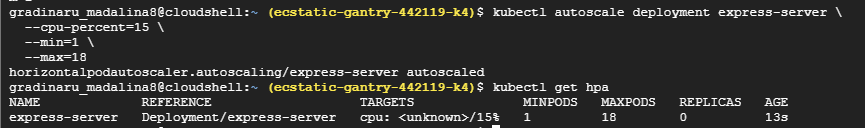 gradinaru_madalina8@cloudshell:~ (ecstatic-gantry-442119-k4)$ kubectl autoscale deployment express-server \
--cpu-percent=15 \
--min=1 \
--max=18
horizontalpodautoscaler.autoscaling/express-server autoscaled
gradinaru_madalina8@cloudshell:~ (ecstatic-gantry-442119-k4)$ kubectl get hpa
NAME REFERENCE TARGETS MINPODS MAXPODS REPLICAS AGE
express-server Deployment/express-server cpu: <unknown>/15% 1 18 0 13s